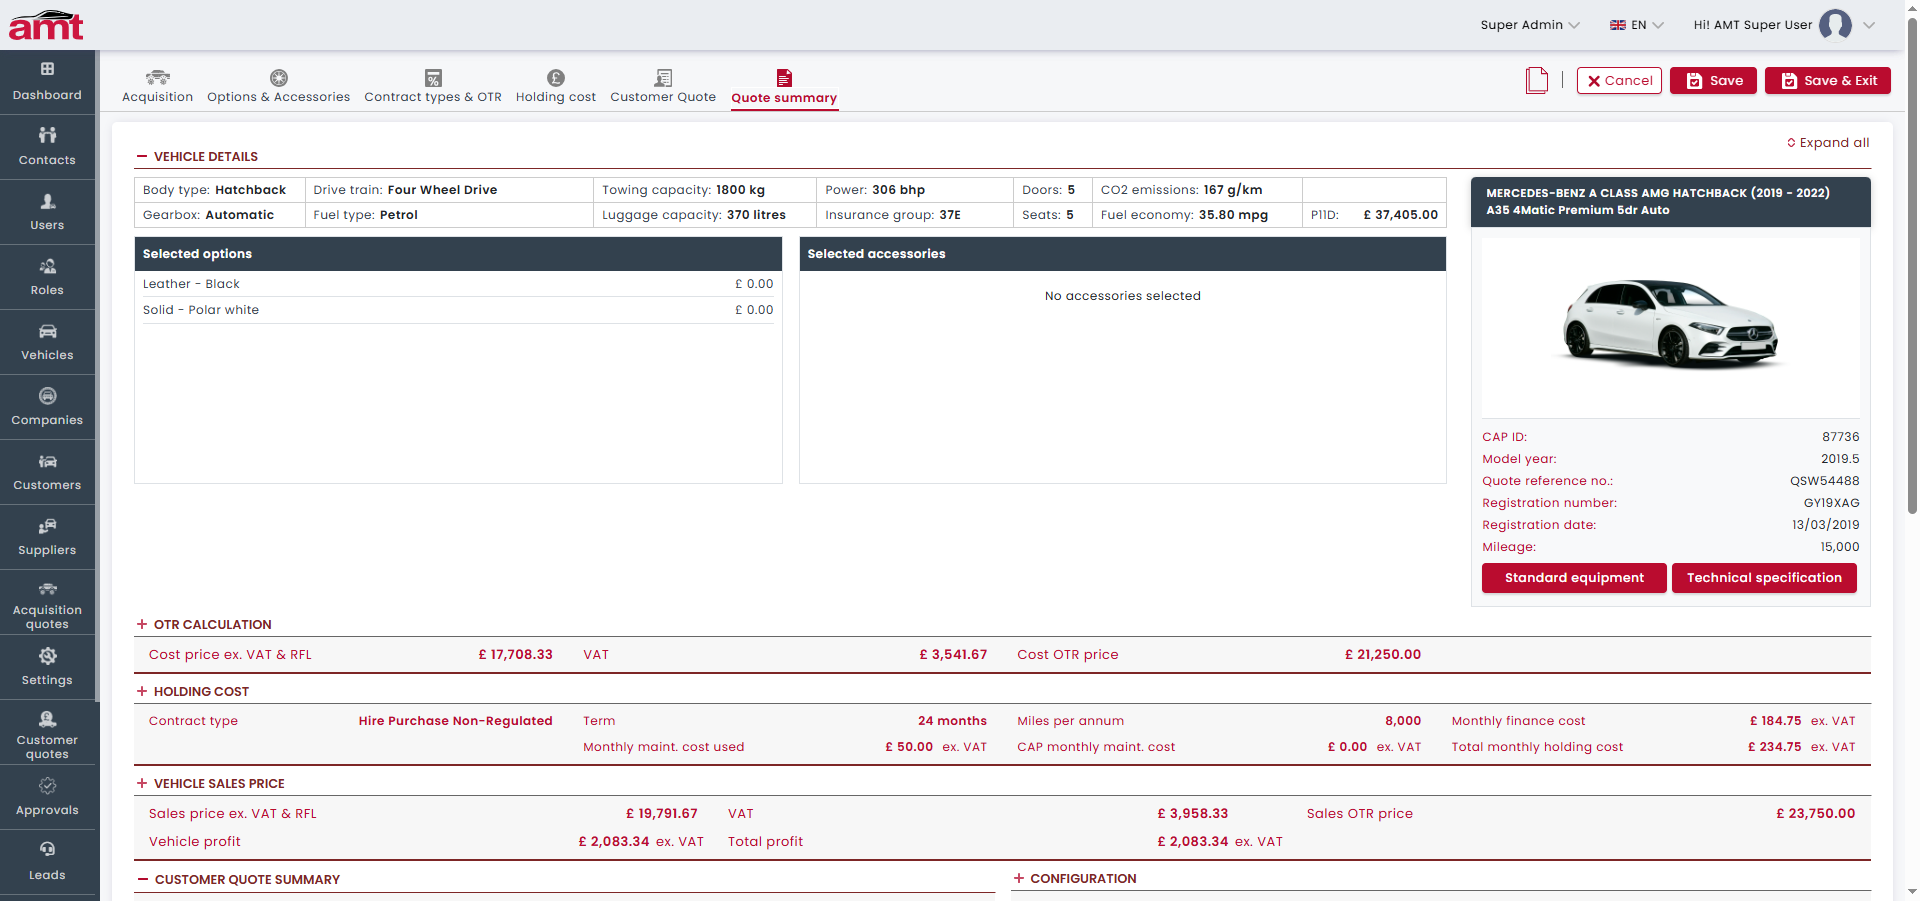 amt
Super Admin
EN
Hi! AMT Super User
Dashboard
Contacts
Users
Roles
Vehicles
Companies
Customers
Suppliers
Acquisition
quotes
Settings
Customer
quotes
Approvals
Leads
Acquisition
Options & Accessories
Contract types & OTR
Holding cost
Customer Quote
Quote summary
Cancel
Save
Save & Exit
Expand all
VEHICLE DETAILS
Body type: Hatchback Drive train: Four Wheel Drive Towing capacity: 1800 kg Power: 306 bhp Doors: 5 CO2 emissions: 167 g/km
Gearbox: Automatic Fuel type: Petrol Luggage capacity: 370 litres Insurance group: 37E Seats: 5 Fuel economy: 35.80 mpg P11D: £ 37,405.00
Selected options
Leather - Black £ 0.00
Solid - Polar white £ 0.00
Selected accessories
No accessories selected
MERCEDES-BENZ A CLASS AMG HATCHBACK (2019 - 2022)
A35 4Matic Premium 5dr Auto
CAP ID: 87736
Model year: 2019.5
Quote reference no.: QSW54488
Registration number: GY19XAG
Registration date: 13/03/2019
Mileage: 15,000
Standard equipment
Technical specification
OTR CALCULATION
Cost price ex. VAT & RFL £ 17,708.33 VAT £ 3,541.67 Cost OTR price £ 21,250.00
HOLDING COST
Contract type Hire Purchase Non-Regulated Term 24 months Miles per annum 8,000 Monthly finance cost £ 184.75 ex. VAT
Monthly maint. cost used £ 50.00 ex. VAT CAP monthly maint. cost £ 0.00 ex. VAT Total monthly holding cost £ 234.75 ex. VAT
VEHICLE SALES PRICE
Sales price ex. VAT & RFL £ 19,791.67 VAT £ 3,958.33 Sales OTR price £ 23,750.00
Vehicle profit £ 2,083.34 ex. VAT Total profit £ 2,083.34 ex. VAT
CUSTOMER QUOTE SUMMARY
CONFIGURATION